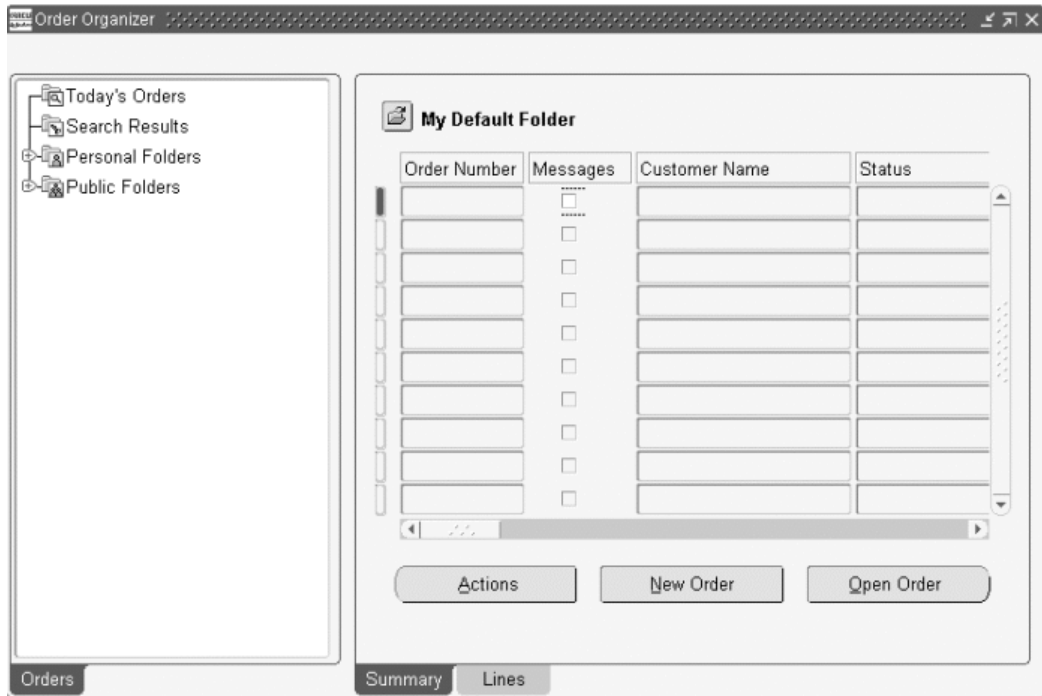 Order Organizer
Today's Orders
Search Results
Personal Folders
Public Folders
Orders
My Default Folder
Order Number Messages Customer Name Status
Actions New Order Open Order
Summary Lines